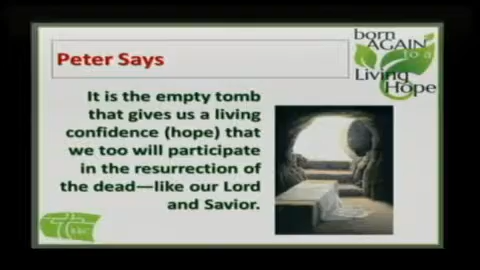 Peter Says
born
AGAIN
to a
Living
Hope
It is the empty tomb
that gives us a living
confidence (hope) that
we too will participate
in the resurrection of
the dead—like our Lord
and Savior.